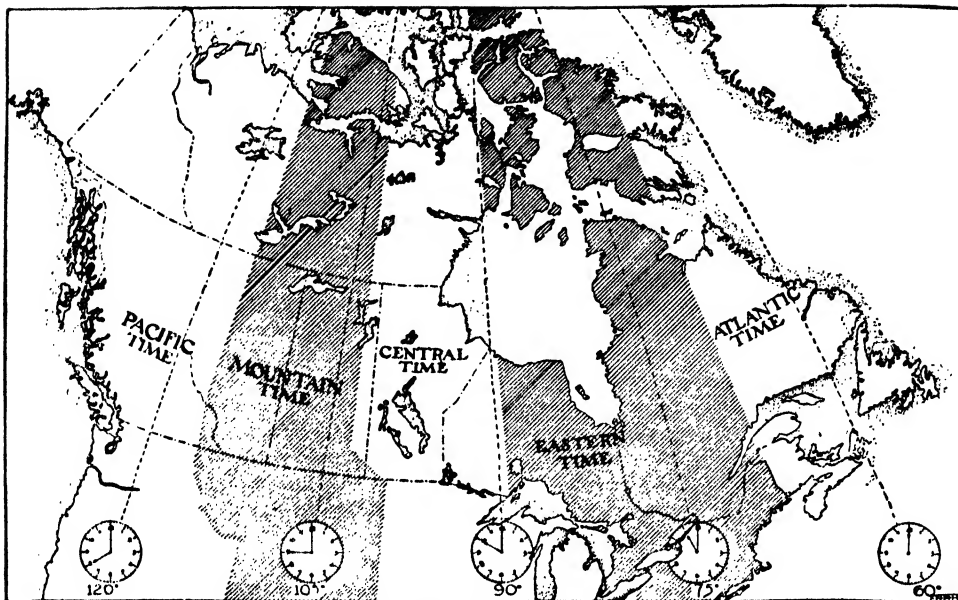 PACIFIC
TIME
MOUNTAIN
TIME
CENTRAL
TIME
EASTERN
TIME
ATLANTIC
TIME
120°
105°
90°
75°
60°